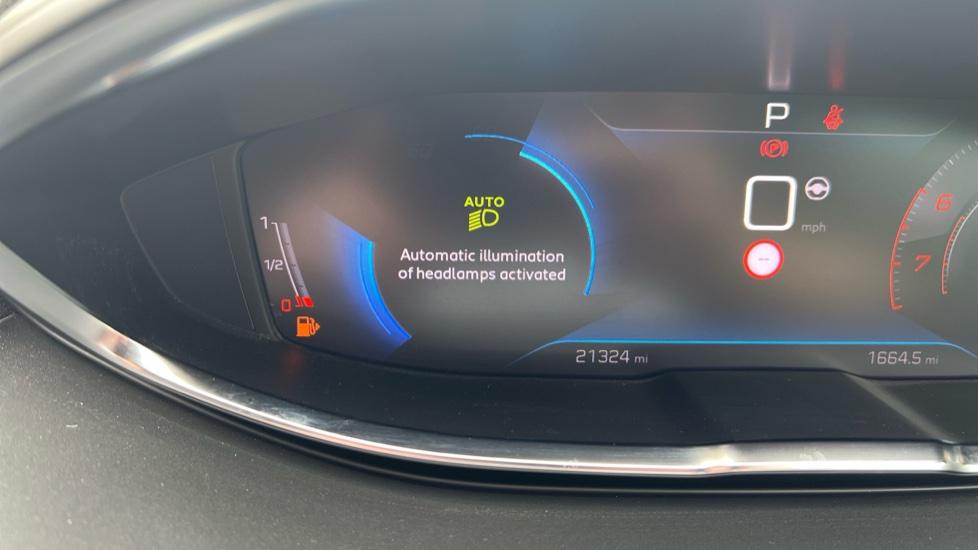 P
(P)
AUTO
1
1/2
0
Automatic illumination
of headlamps activated
0
mph
--
6
7
21324 mi
1664.5 mi